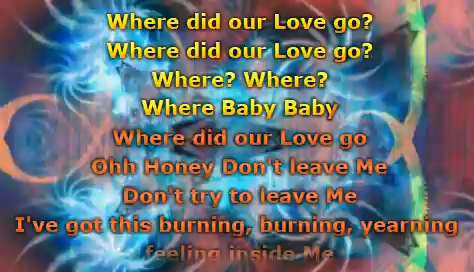 Where did our Love go?
Where did our Love go?
Where? Where?
Where Baby Baby
Where did our Love go
Ohh Honey Don't leave Me
Don't try to leave Me
I've got this burning, burning, yearning
feeling inside Me